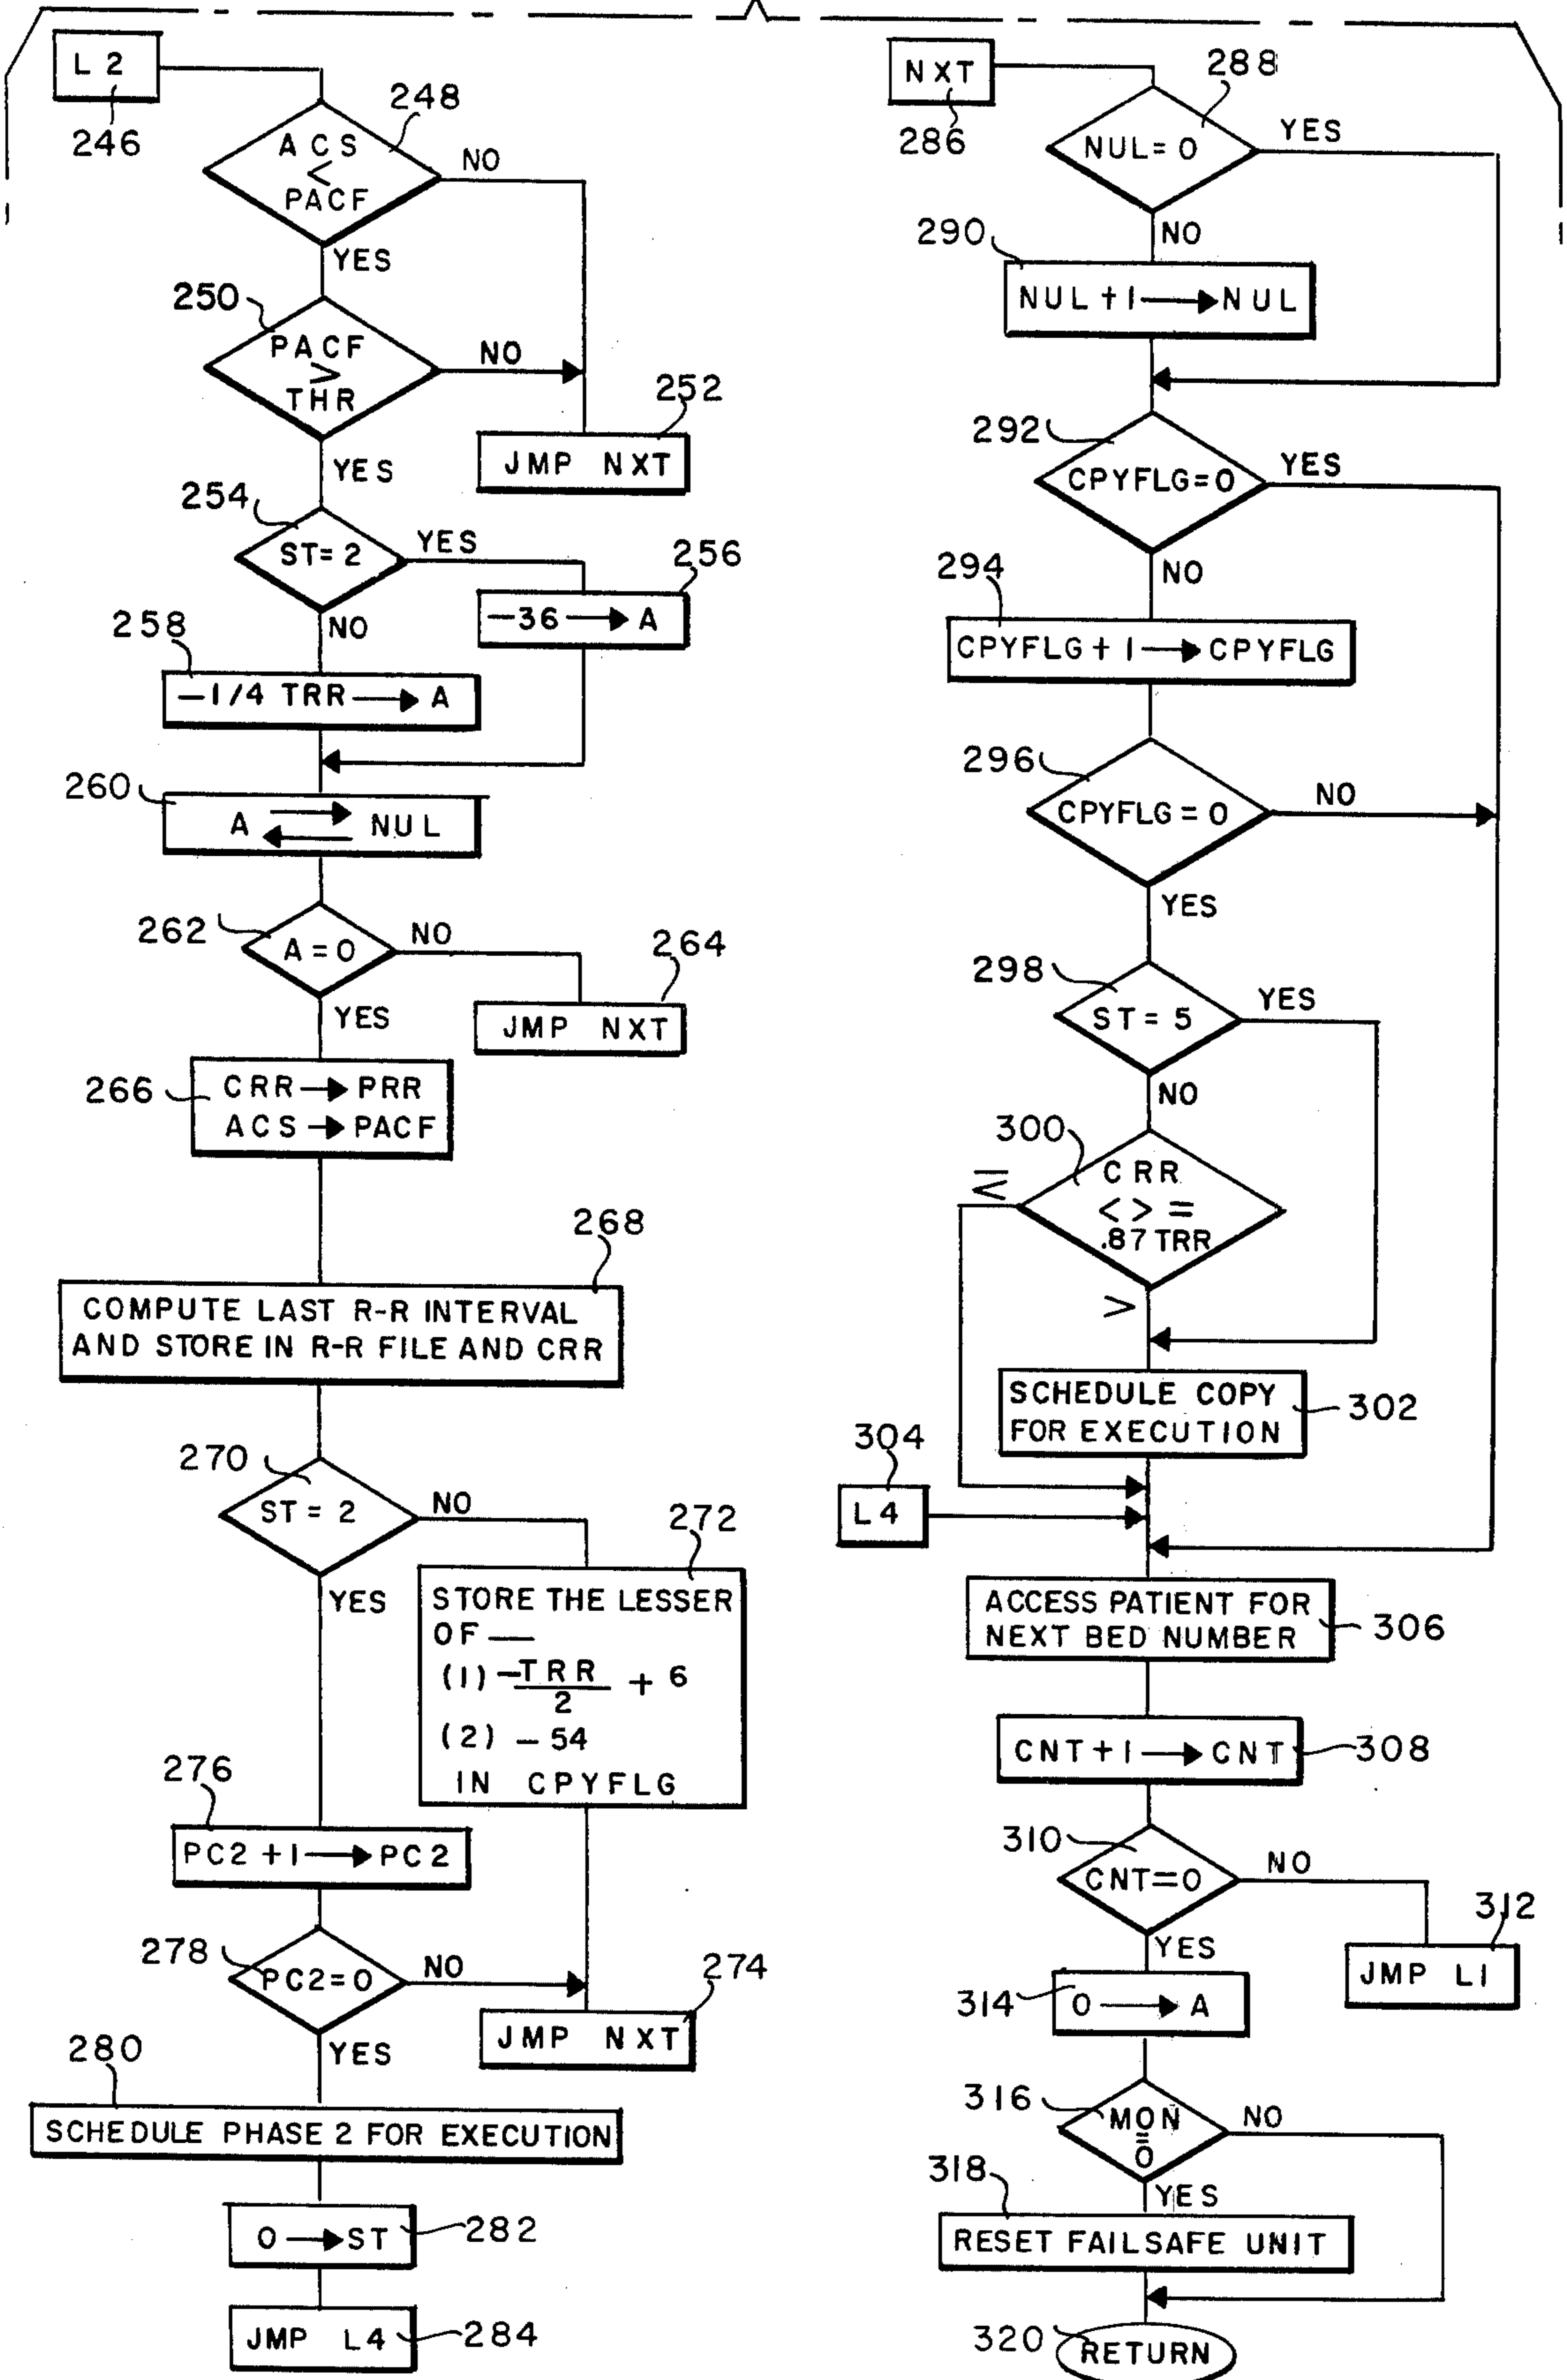 L 2
246
248
ACS
<
PACF
NO
YES
250
PACF
>
THR
NO
252
JMP NXT
YES
254
ST= 2
YES
256
-36 → A
NO
258
-1/4 TRR → A
260
A ⇄ NUL
262
A = 0
NO
264
JMP NXT
YES
266
CRR → PRR
ACS → PACF
268
COMPUTE LAST R-R INTERVAL
AND STORE IN R-R FILE AND CRR
270
ST = 2
NO
272
YES
STORE THE LESSER
OF —
(1) -TRR/2 + 6
(2) - 54
IN CPYFLG
276
PC2 +1 → PC2
278
PC2=0
NO
274
JMP NXT
YES
280
SCHEDULE PHASE 2 FOR EXECUTION
0 → ST
282
JMP L4
284
NXT
286
288
NUL= 0
YES
NO
290
NUL +1 → NUL
292
CPYFLG=0
YES
NO
294
CPYFLG + 1 → CPYFLG
296
CPYFLG = 0
NO
YES
298
ST = 5
YES
NO
300
CRR
< > =
.87 TRR
≤
>
SCHEDULE COPY
FOR EXECUTION
302
304
L4
ACCESS PATIENT FOR
NEXT BED NUMBER
306
CNT+1 → CNT
308
310
CNT=0
NO
312
JMP L1
YES
314
0 → A
316
MON
=
0
NO
YES
318
RESET FAILSAFE UNIT
320
RETURN